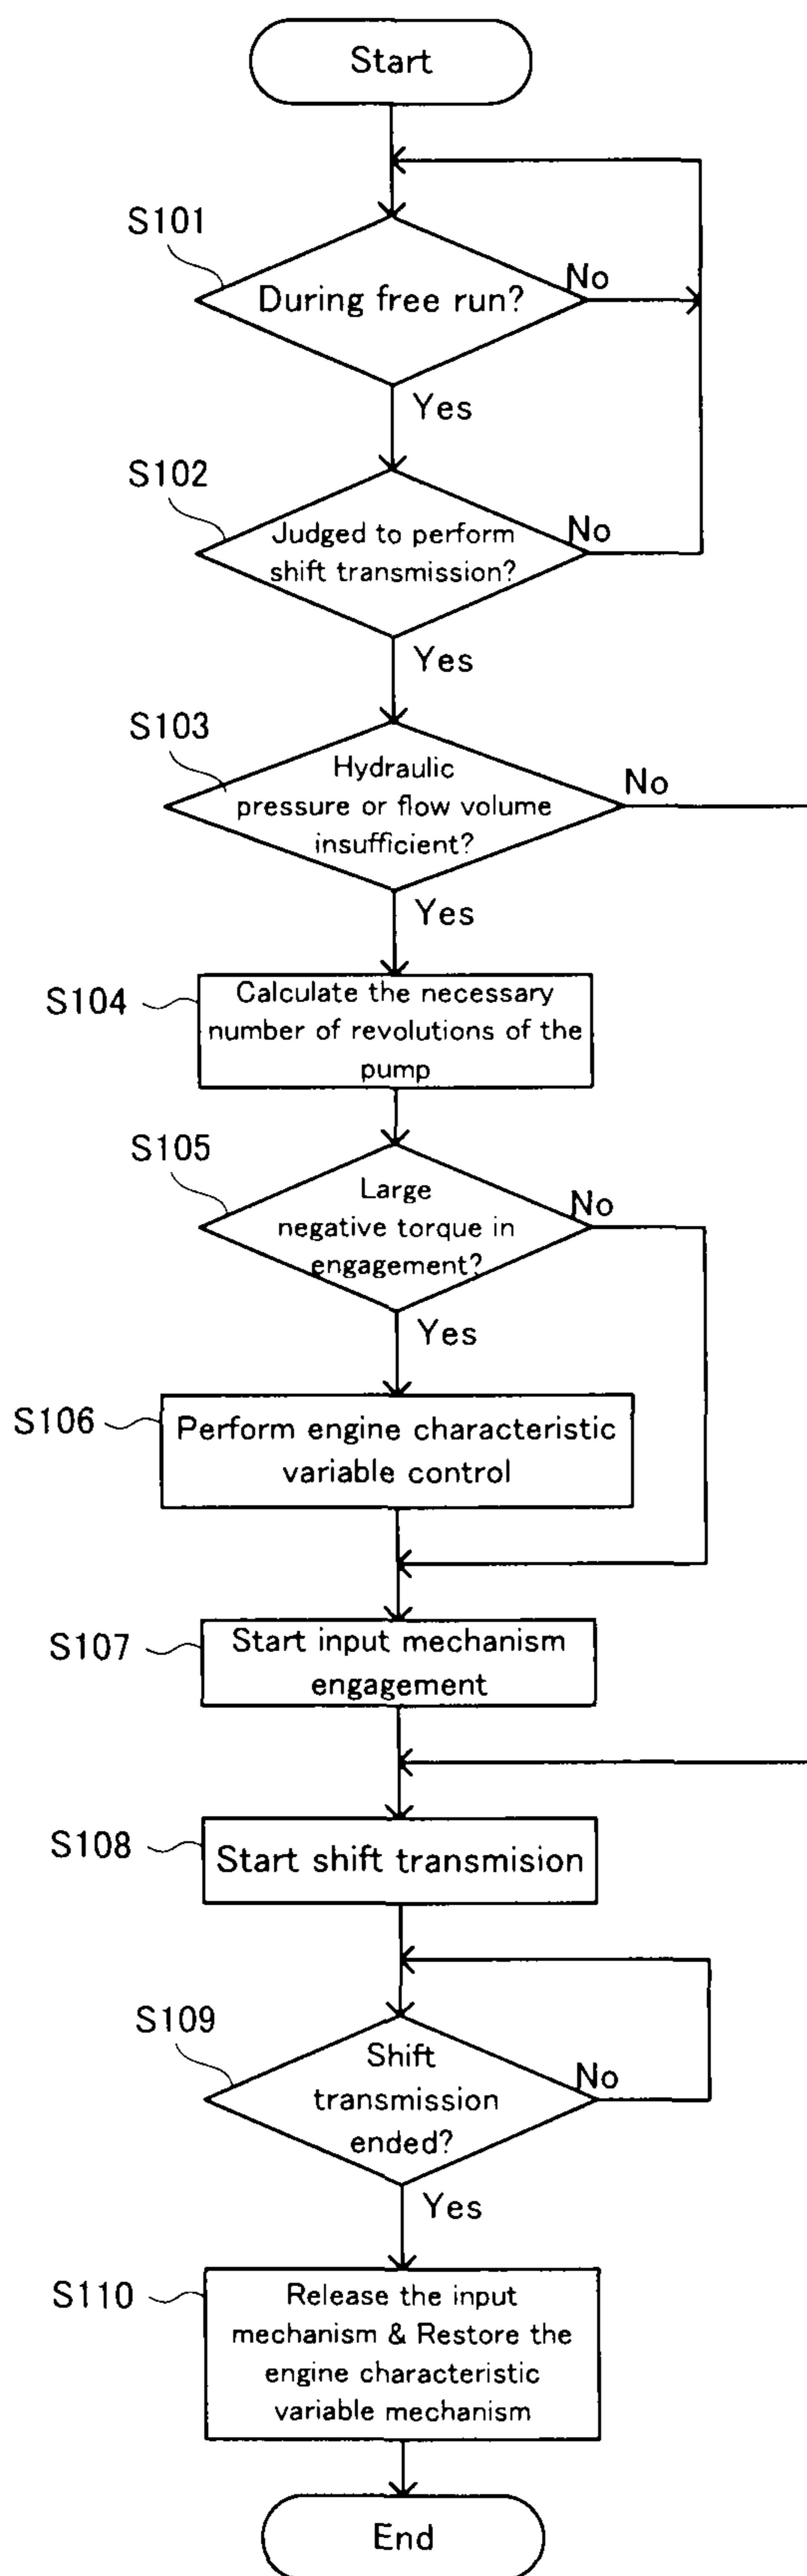 Start
S101
During free run?
No
Yes
S102
Judged to perform
shift transmission?
No
Yes
S103
Hydraulic
pressure or flow volume
insufficient?
No
Yes
S104
Calculate the necessary
number of revolutions of the
pump
S105
Large
negative torque in
engagement?
No
Yes
S106
Perform engine characteristic
variable control
S107
Start input mechanism
engagement
S108
Start shift transmision
S109
Shift
transmission
ended?
No
Yes
S110
Release the input
mechanism & Restore the
engine characteristic
variable mechanism
End